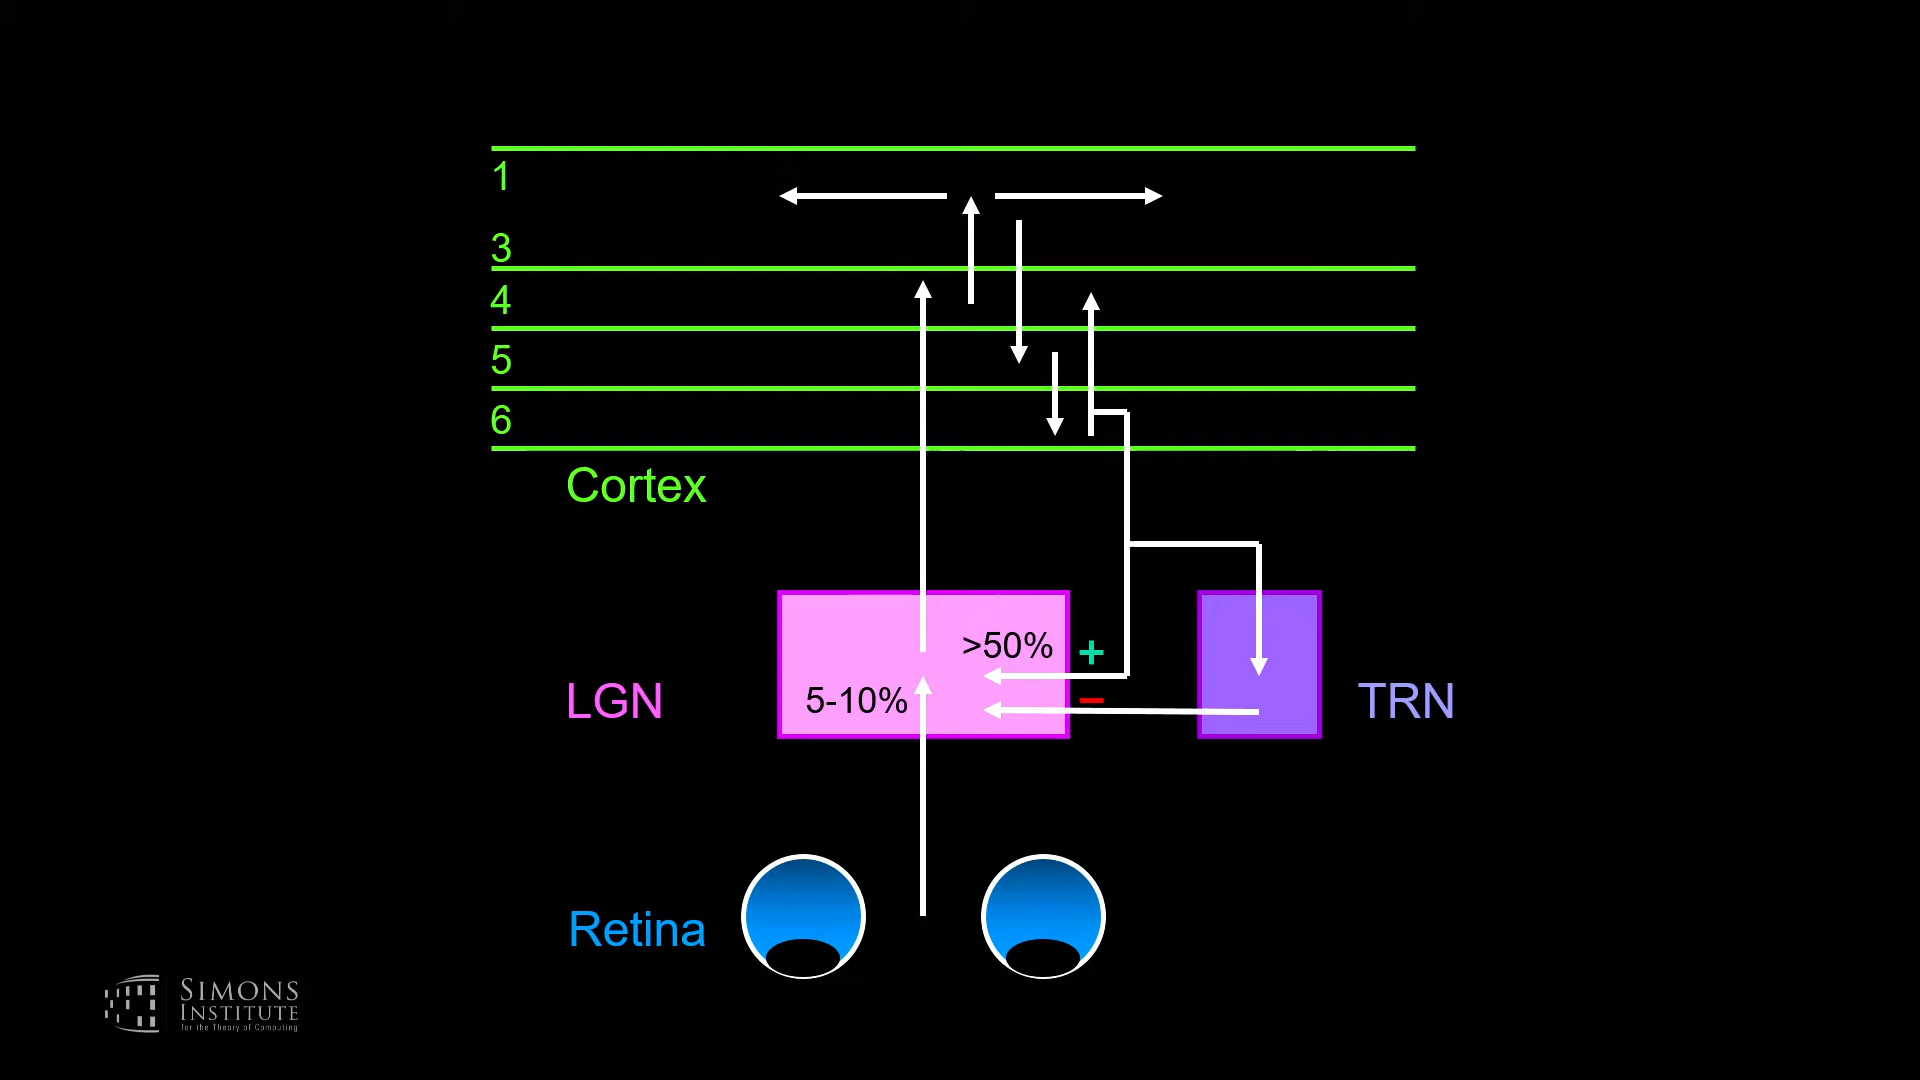 1
3
4
5
6
Cortex
>50%
+
5-10%
−
LGN
TRN
Retina
SIMONS
INSTITUTE
for the Theory of Computing